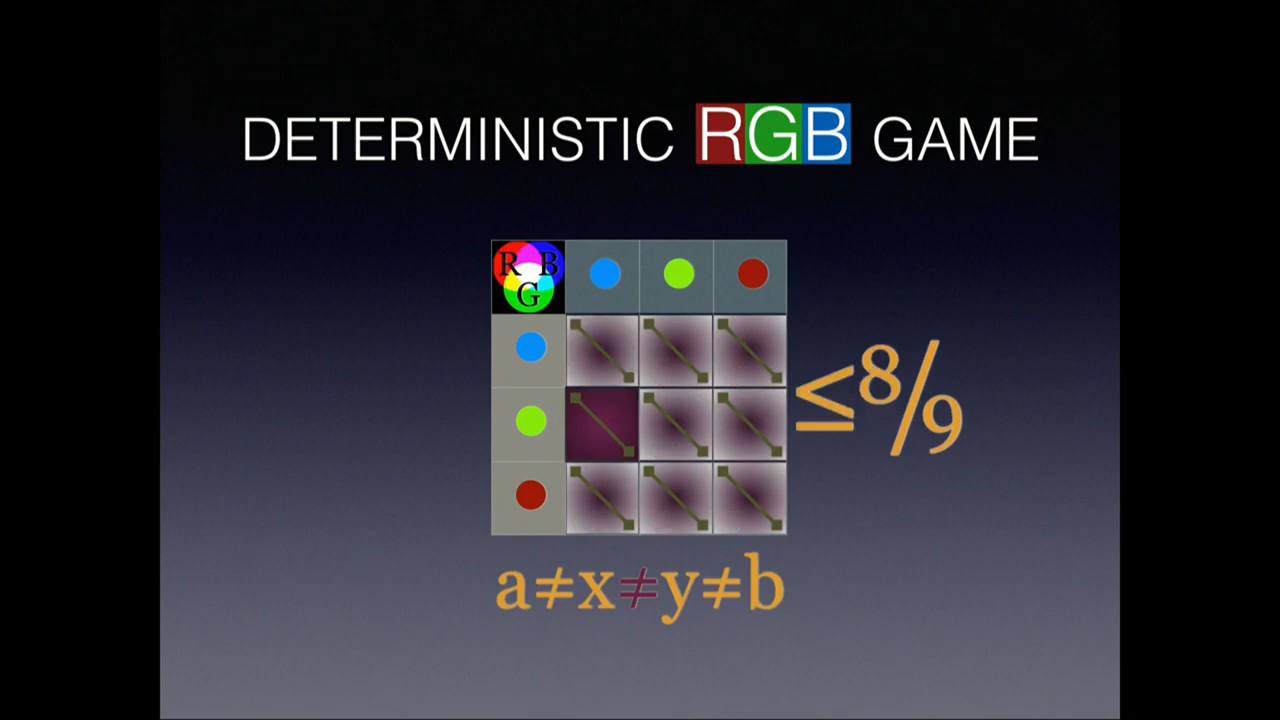 DETERMINISTIC RGB GAME
R B
G
≤8/9
a≠x≠y≠b